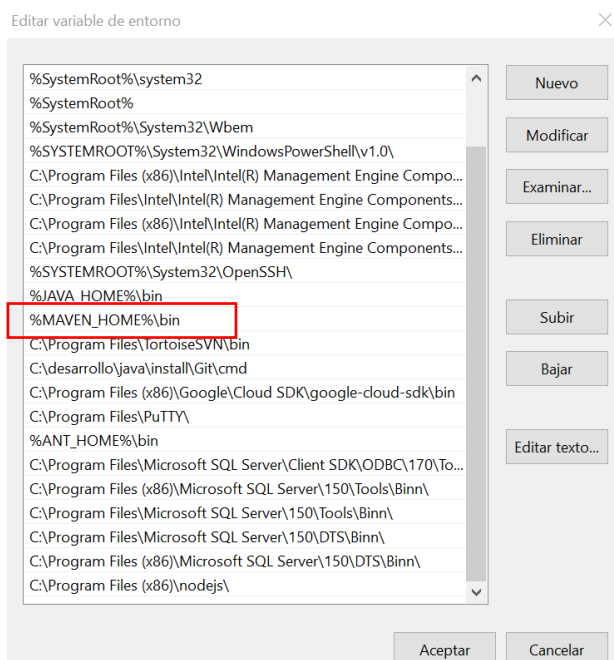 Editar variable de entorno
%SystemRoot%\system32
%SystemRoot%
%SystemRoot%\System32\Wbem
%SYSTEMROOT%\System32\WindowsPowerShell\v1.0\
C:\Program Files (x86)\Intel\Intel(R) Management Engine Compo...
C:\Program Files\Intel\Intel(R) Management Engine Components...
C:\Program Files (x86)\Intel\Intel(R) Management Engine Compo...
C:\Program Files\Intel\Intel(R) Management Engine Components...
%SYSTEMROOT%\System32\OpenSSH\
%JAVA_HOME%\bin
%MAVEN_HOME%\bin
C:\Program Files\TortoiseSVN\bin
C:\desarrollo\java\install\Git\cmd
C:\Program Files (x86)\Google\Cloud SDK\google-cloud-sdk\bin
C:\Program Files\PuTTY\
%ANT_HOME%\bin
C:\Program Files\Microsoft SQL Server\Client SDK\ODBC\170\To...
C:\Program Files (x86)\Microsoft SQL Server\150\Tools\Binn\
C:\Program Files\Microsoft SQL Server\150\Tools\Binn\
C:\Program Files\Microsoft SQL Server\150\DTS\Binn\
C:\Program Files (x86)\Microsoft SQL Server\150\DTS\Binn\
C:\Program Files (x86)\nodejs\
Nuevo
Modificar
Examinar...
Eliminar
Subir
Bajar
Editar texto...
Aceptar
Cancelar